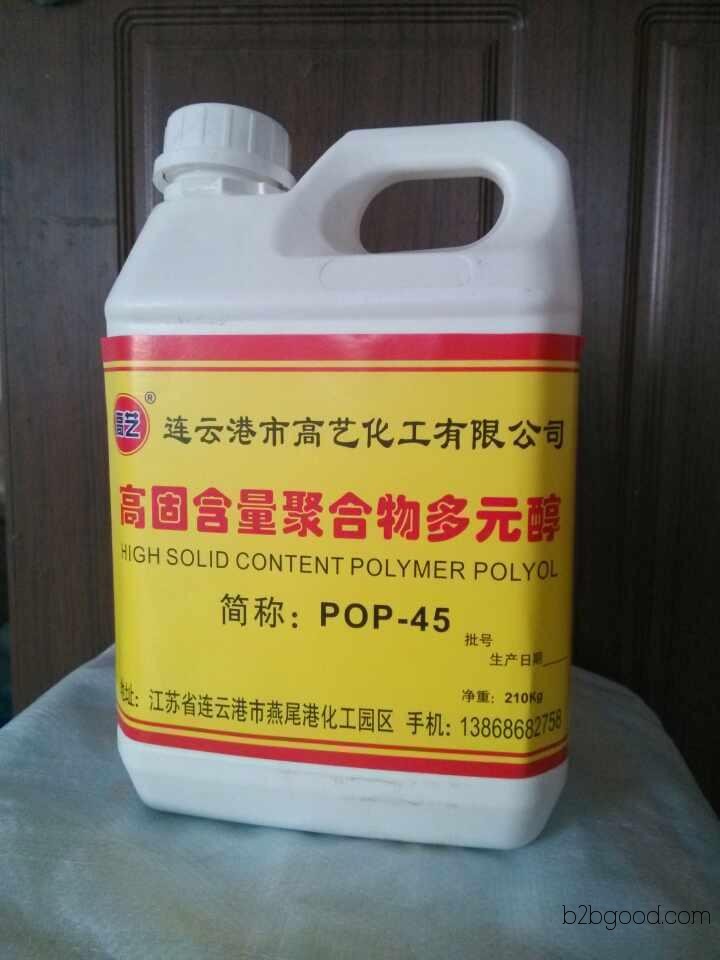 高艺®
连云港市高艺化工有限公司
高固含量聚合物多元醇
HIGH SOLID CONTENT POLYMER POLYOL
简称：POP-45
批号
生产日期
净重：210Kg
地址：江苏省连云港市燕尾港化工园区 手机：13868682758
b2bgood.com